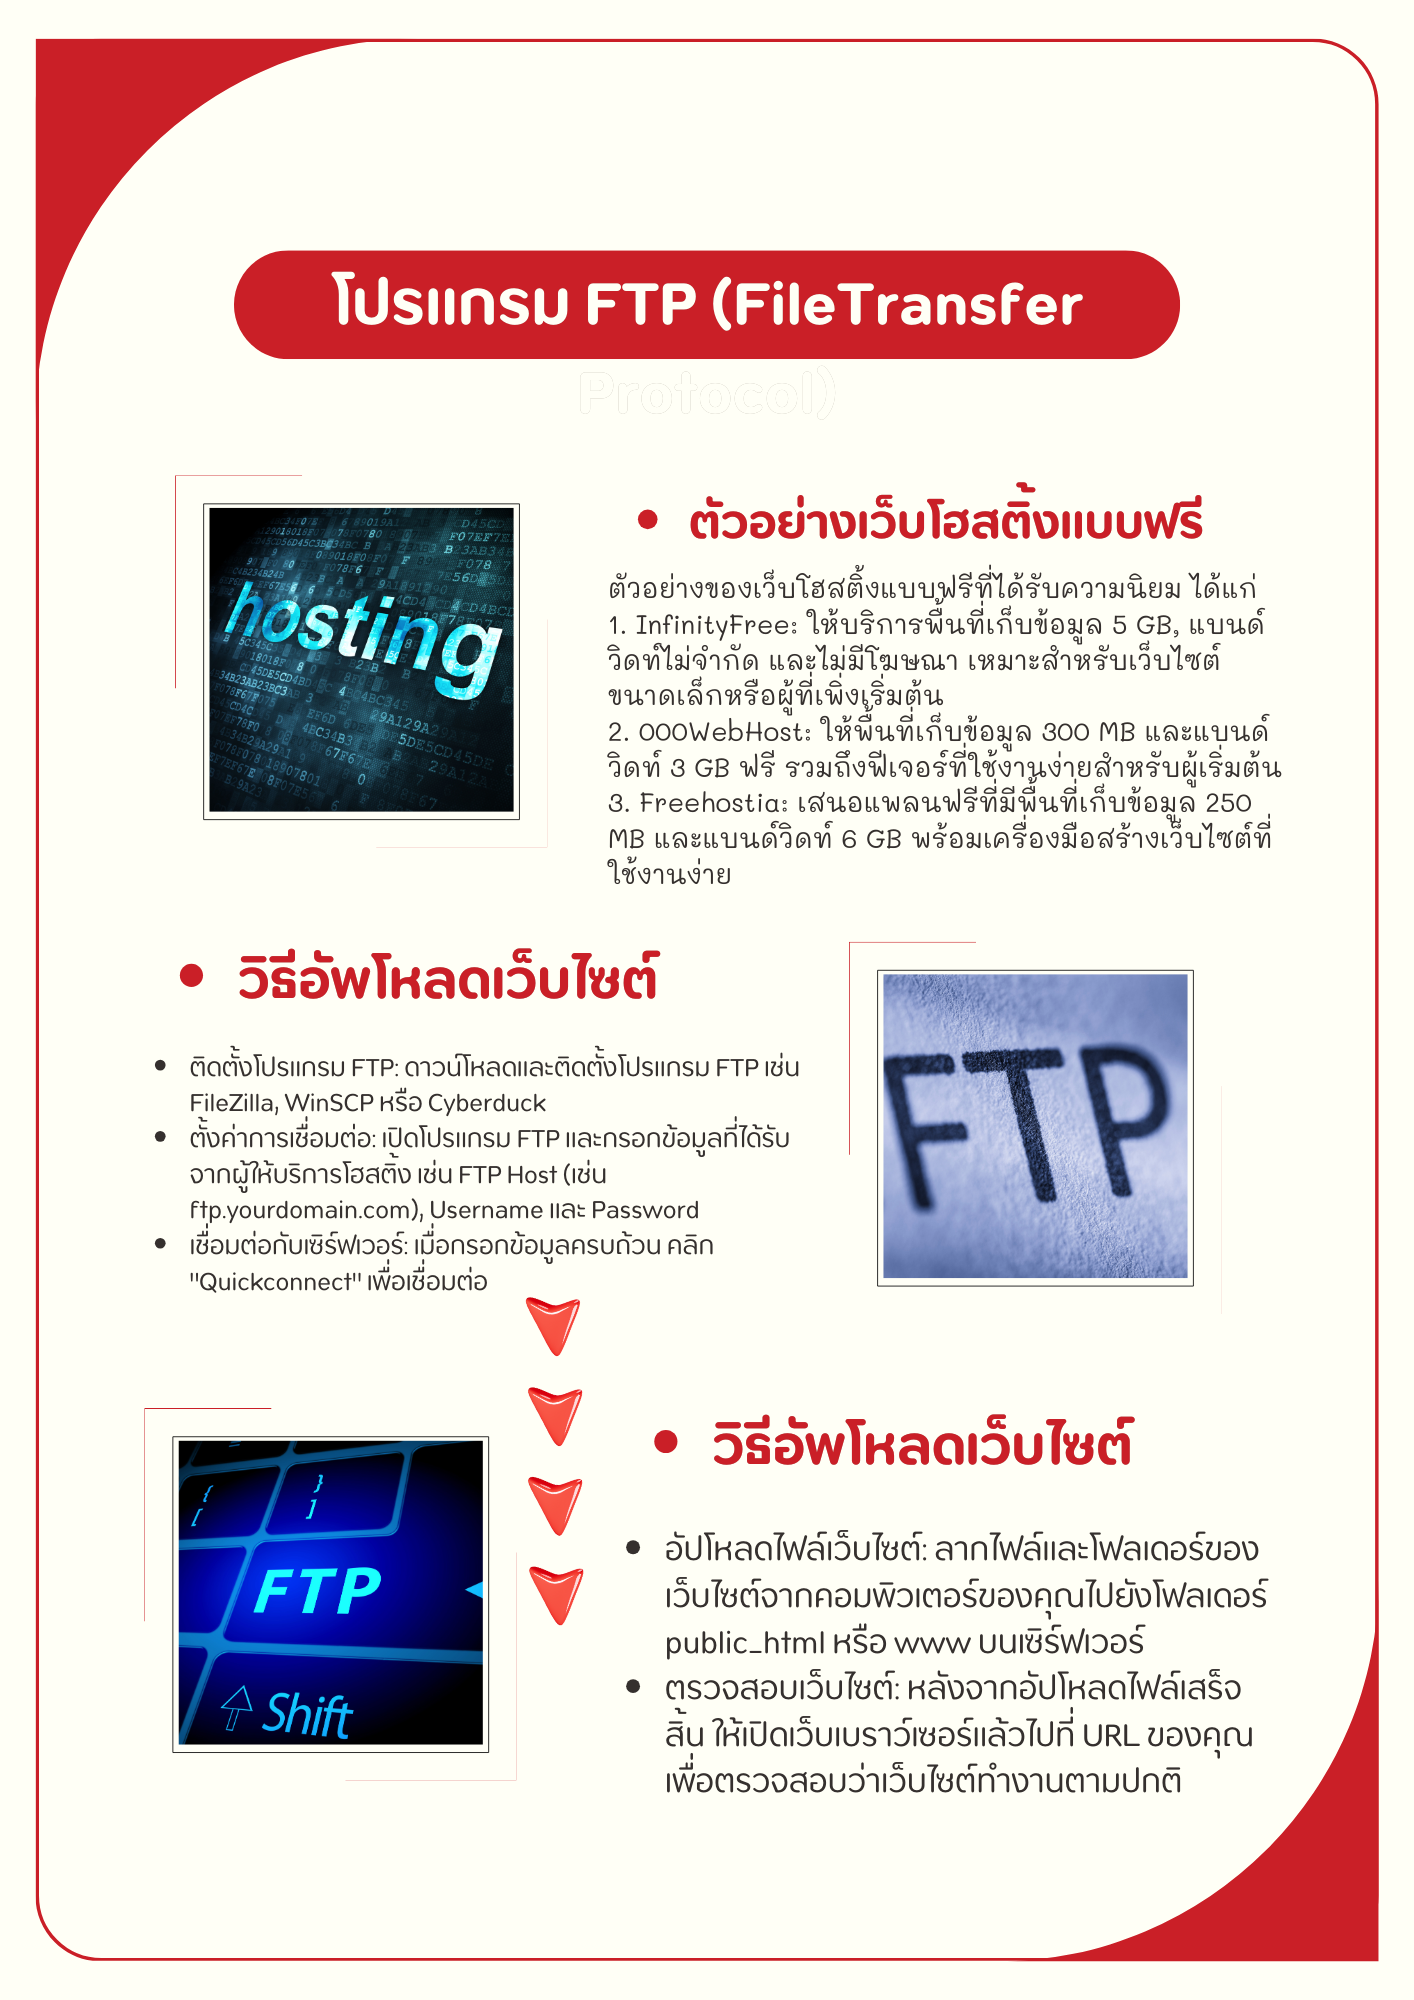 โปรแกรม FTP (FileTransfer
Protocol)
hosting
ตัวอย่างเว็บโฮสติ้งแบบฟรี
ตัวอย่างของเว็บโฮสติ้งแบบฟรีที่ได้รับความนิยม ได้แก่
1. InfinityFree: ให้บริการพื้นที่เก็บข้อมูล 5 GB, แบนด์
วิดท์ไม่จำกัด และไม่มีโฆษณา เหมาะสำหรับเว็บไซต์
ขนาดเล็กหรือผู้ที่เพิ่งเริ่มต้น
2. 000WebHost: ให้พื้นที่เก็บข้อมูล 300 MB และแบนด์
วิดท์ 3 GB ฟรี รวมถึงฟีเจอร์ที่ใช้งานง่ายสำหรับผู้เริ่มต้น
3. Freehostia: เสนอแพลนฟรีที่มีพื้นที่เก็บข้อมูล 250
MB และแบนด์วิดท์ 6 GB พร้อมเครื่องมือสร้างเว็บไซต์ที่
ใช้งานง่าย
วิธีอัพโหลดเว็บไซต์
ติดตั้งโปรแกรม FTP: ดาวน์โหลดและติดตั้งโปรแกรม FTP เช่น
FileZilla, WinSCP หรือ Cyberduck
ตั้งค่าการเชื่อมต่อ: เปิดโปรแกรม FTP และกรอกข้อมูลที่ได้รับ
จากผู้ให้บริการโฮสติ้ง เช่น FTP Host (เช่น
ftp.yourdomain.com), Username และ Password
เชื่อมต่อกับเซิร์ฟเวอร์: เมื่อกรอกข้อมูลครบถ้วน คลิก
"Quickconnect" เพื่อเชื่อมต่อ
FTP
{
[
}
]
FTP
Shift
วิธีอัพโหลดเว็บไซต์
อัปโหลดไฟล์เว็บไซต์: ลากไฟล์และโฟลเดอร์ของ
เว็บไซต์จากคอมพิวเตอร์ของคุณไปยังโฟลเดอร์
public_html หรือ www บนเซิร์ฟเวอร์
ตรวจสอบเว็บไซต์: หลังจากอัปโหลดไฟล์เสร็จ
สิ้น ให้เปิดเว็บเบราว์เซอร์แล้วไปที่ URL ของคุณ
เพื่อตรวจสอบว่าเว็บไซต์ทำงานตามปกติ